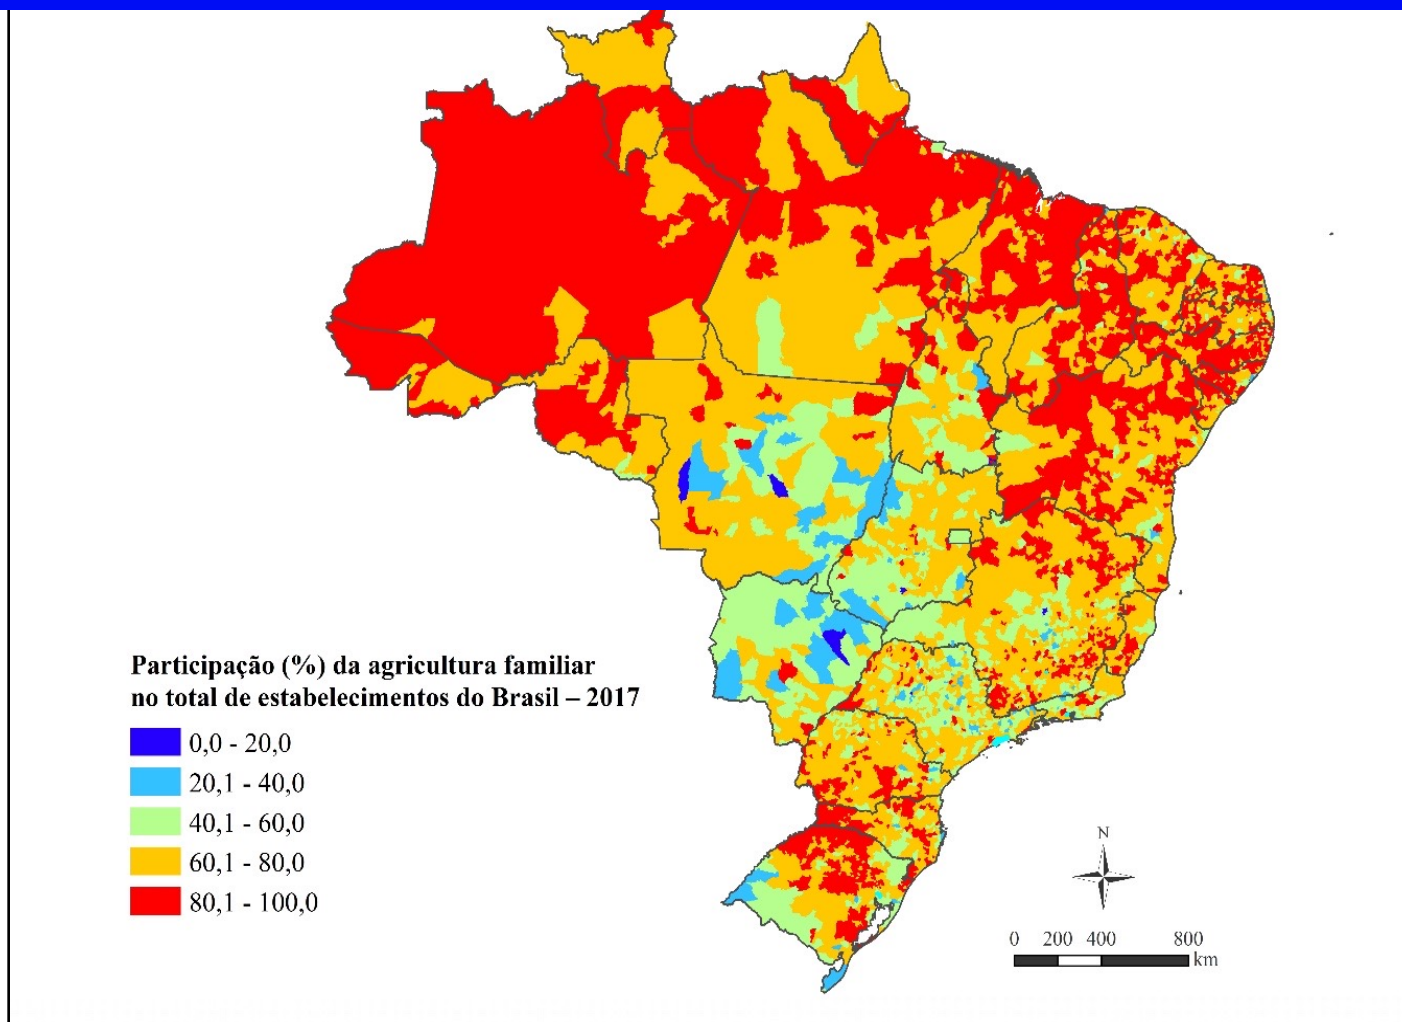 Participação (%) da agricultura familiar
no total de estabelecimentos do Brasil – 2017
0,0 - 20,0
20,1 - 40,0
40,1 - 60,0
60,1 - 80,0
80,1 - 100,0
N
0 200 400 800
km